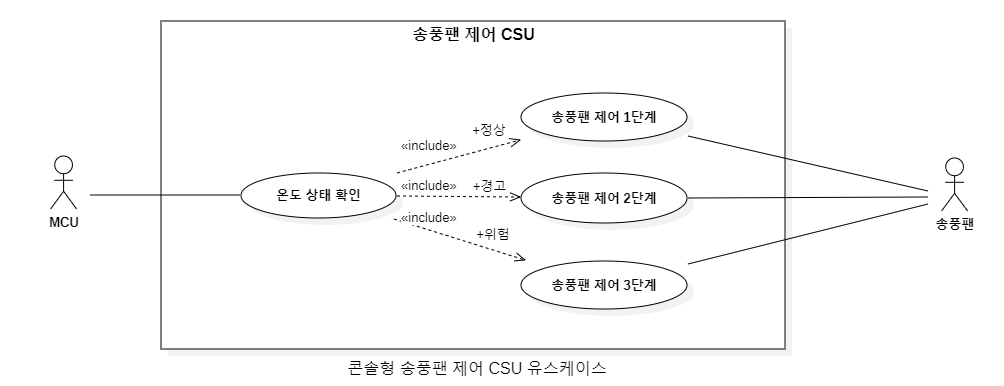 송풍팬 제어 CSU
송풍팬 제어 1단계
+정상
«include»
온도 상태 확인
«include»
+경고
송풍팬 제어 2단계
«include»
+위험
송풍팬 제어 3단계
MCU
송풍팬
콘솔형 송풍팬 제어 CSU 유스케이스